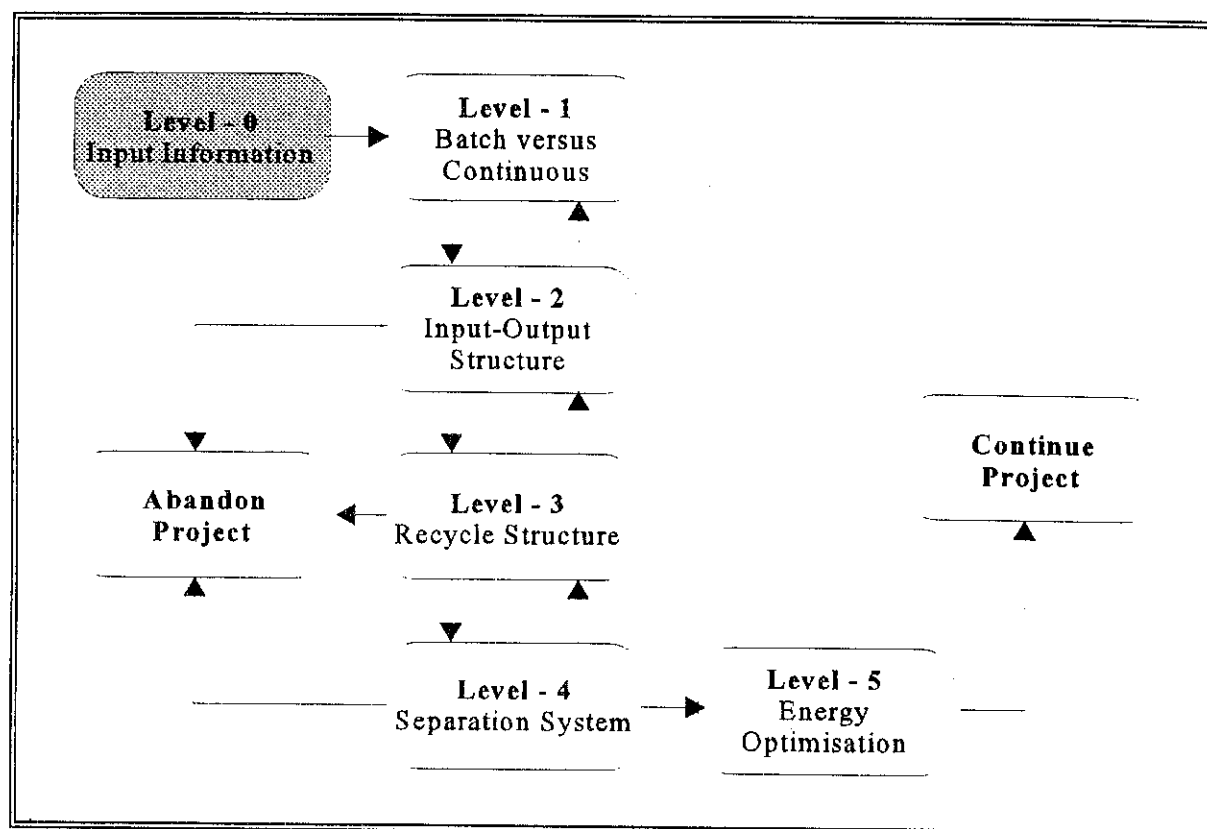 Level - 0
Input Information
Level - 1
Batch versus
Continuous
Level - 2
Input-Output
Structure
Abandon
Project
Level - 3
Recycle Structure
Continue
Project
Level - 4
Separation System
Level - 5
Energy
Optimisation